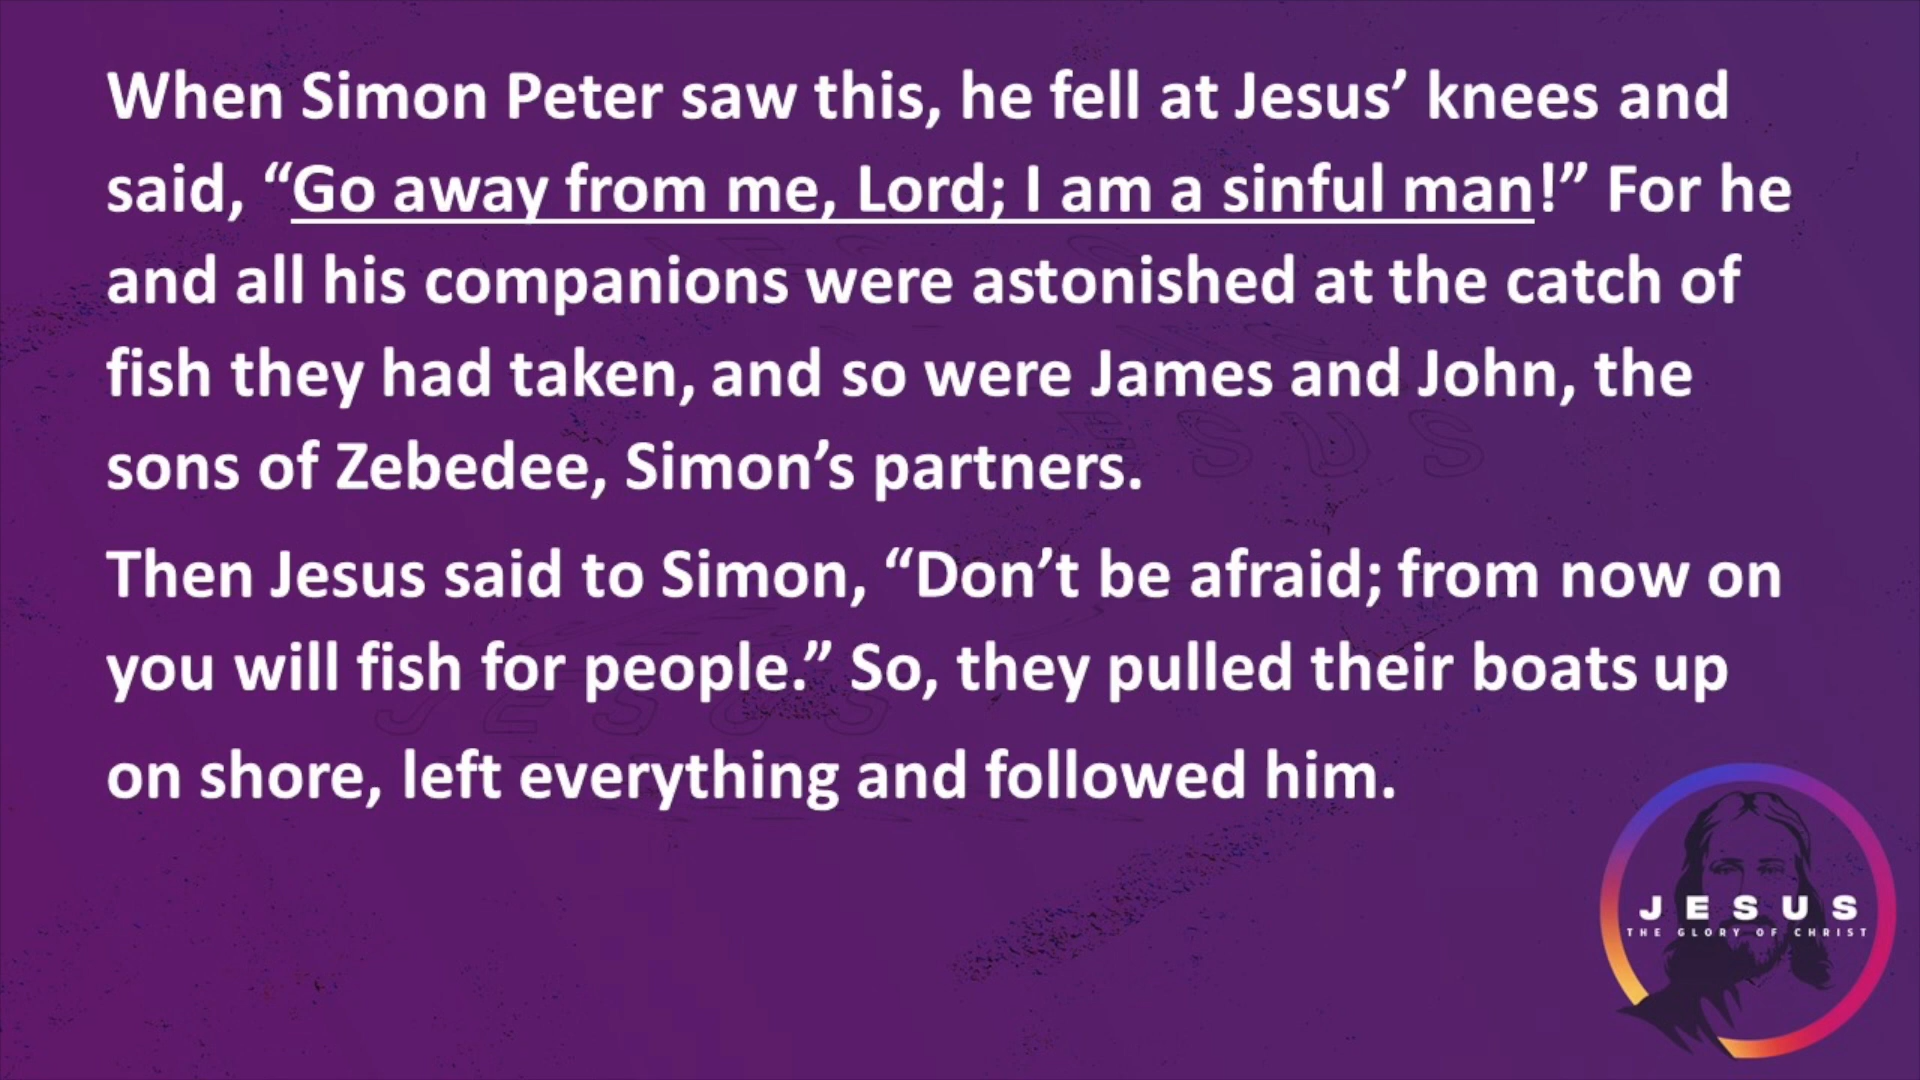 When Simon Peter saw this, he fell at Jesus’ knees and
said, “Go away from me, Lord; I am a sinful man!” For he
and all his companions were astonished at the catch of
fish they had taken, and so were James and John, the
sons of Zebedee, Simon’s partners.
Then Jesus said to Simon, “Don’t be afraid; from now on
you will fish for people.” So, they pulled their boats up
on shore, left everything and followed him.
JESUS
THE GLORY OF CHRIST